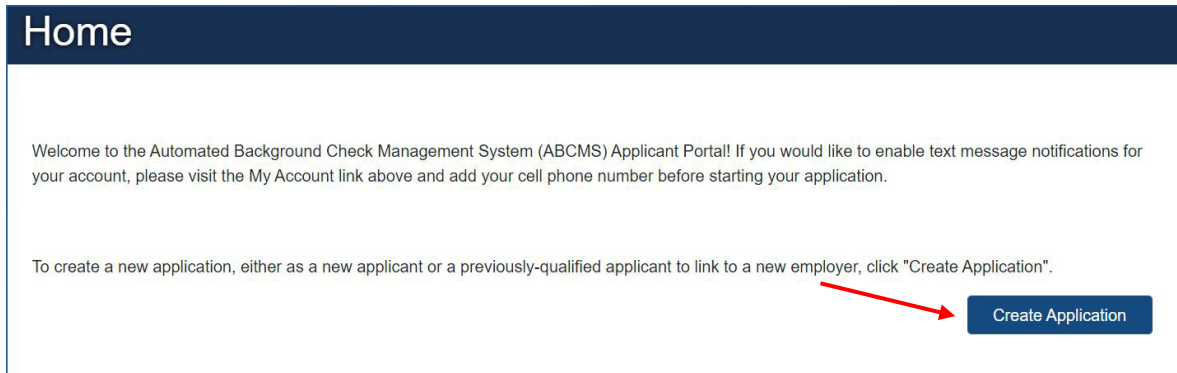 Home
Welcome to the Automated Background Check Management System (ABCMS) Applicant Portal! If you would like to enable text message notifications for
your account, please visit the My Account link above and add your cell phone number before starting your application.
To create a new application, either as a new applicant or a previously-qualified applicant to link to a new employer, click "Create Application".
Create Application